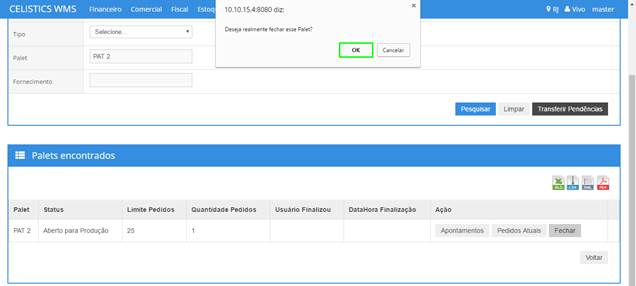 CELISTICS WMS Financeiro Comercial Fiscal Estoq RJ Vivo master
10.10.15.4:8080 diz:
Deseja realmente fechar esse Palet?
OK Cancelar
Tipo Selecione...
Palet PAT 2
Fornecimento
Pesquisar Limpar Transferir Pendências
Palets encontrados
XLS CSV XML PDF
Palet Status Limite Pedidos Quantidade Pedidos Usuário Finalizou DataHora Finalização Ação
PAT 2 Aberto para Produção 25 1 Apontamentos Pedidos Atuais Fechar
Voltar